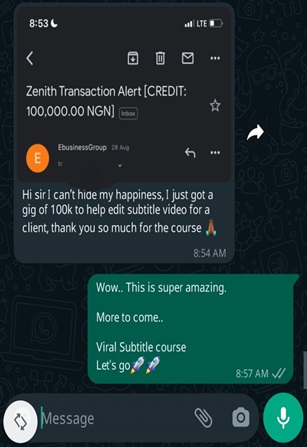 8:53
LTE
Zenith Transaction Alert [CREDIT:
100,000.00 NGN] Inbox
E
EbusinessGroup 28 Aug
Hi sir I can't hide my happiness, I just got a
gig of 100k to help edit subtitle video for a
client, thank you so much for the course 🙏🏾
8:54 AM
Wow.. This is super amazing.
More to come..
Viral Subtitle course
Let's go🚀🚀
8:57 AM
Message